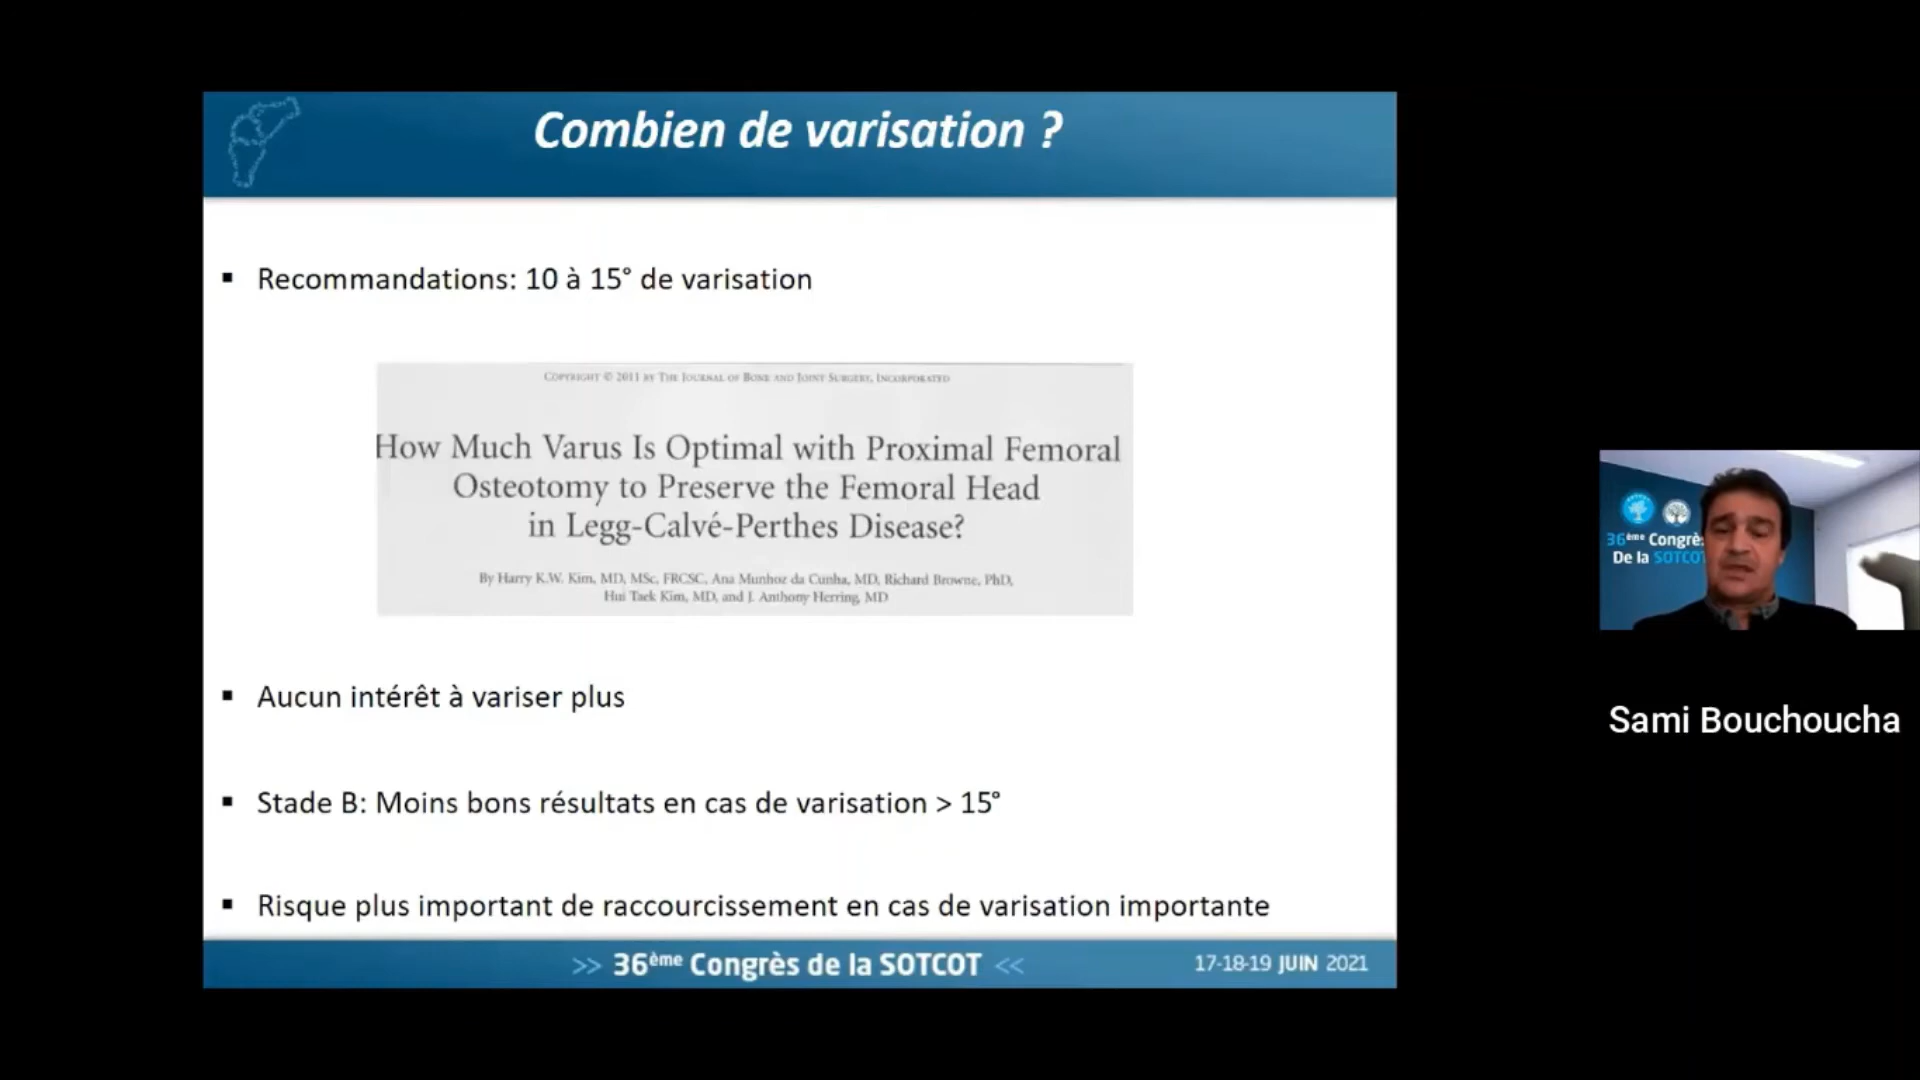 Combien de varisation ?
▪ Recommandations: 10 à 15° de varisation
COPYRIGHT © 2011 BY THE JOURNAL OF BONE AND JOINT SURGERY, INCORPORATED
How Much Varus Is Optimal with Proximal Femoral
Osteotomy to Preserve the Femoral Head
in Legg-Calvé-Perthes Disease?
By Harry K.W. Kim, MD, MSc, FRCSC, Ana Munhoz da Cunha, MD, Richard Browne, PhD,
Hui Taek Kim, MD, and J. Anthony Herring, MD
▪ Aucun intérêt à variser plus
▪ Stade B: Moins bons résultats en cas de varisation > 15°
▪ Risque plus important de raccourcissement en cas de varisation importante
>> 36ème Congrès de la SOTCOT <<
17-18-19 JUIN 2021
36ème Congrè
De la SOTCO
Sami Bouchoucha